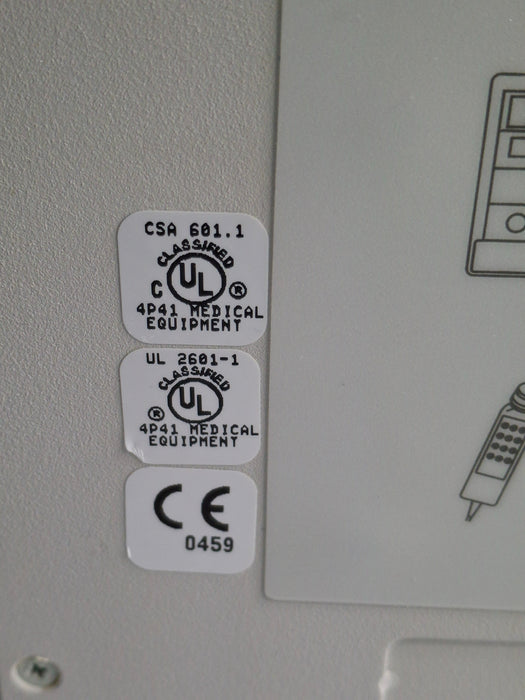 CSA 601.1
CLASSIFIED
C UL ®
4P41 MEDICAL
EQUIPMENT
UL 2601-1
CLASSIFIED
® UL
4P41 MEDICAL
EQUIPMENT
CE
0459